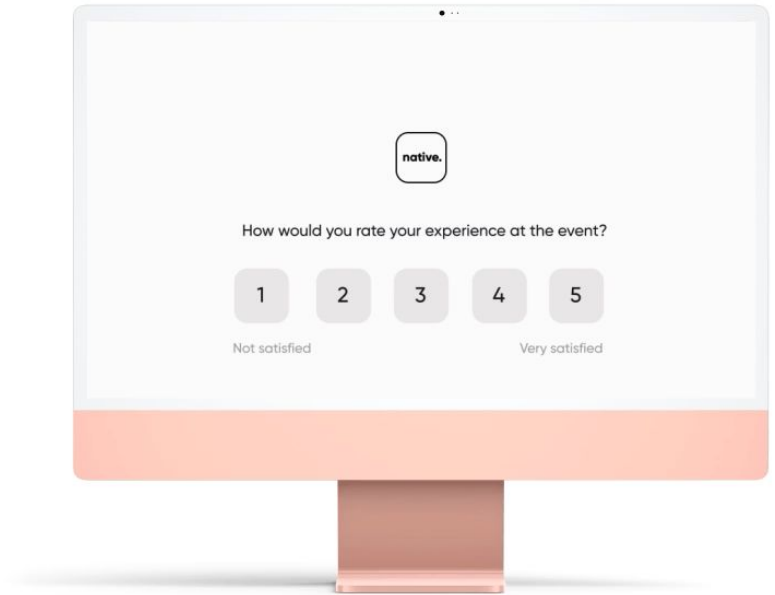 native.
How would you rate your experience at the event?
1 2 3 4 5
Not satisfied Very satisfied